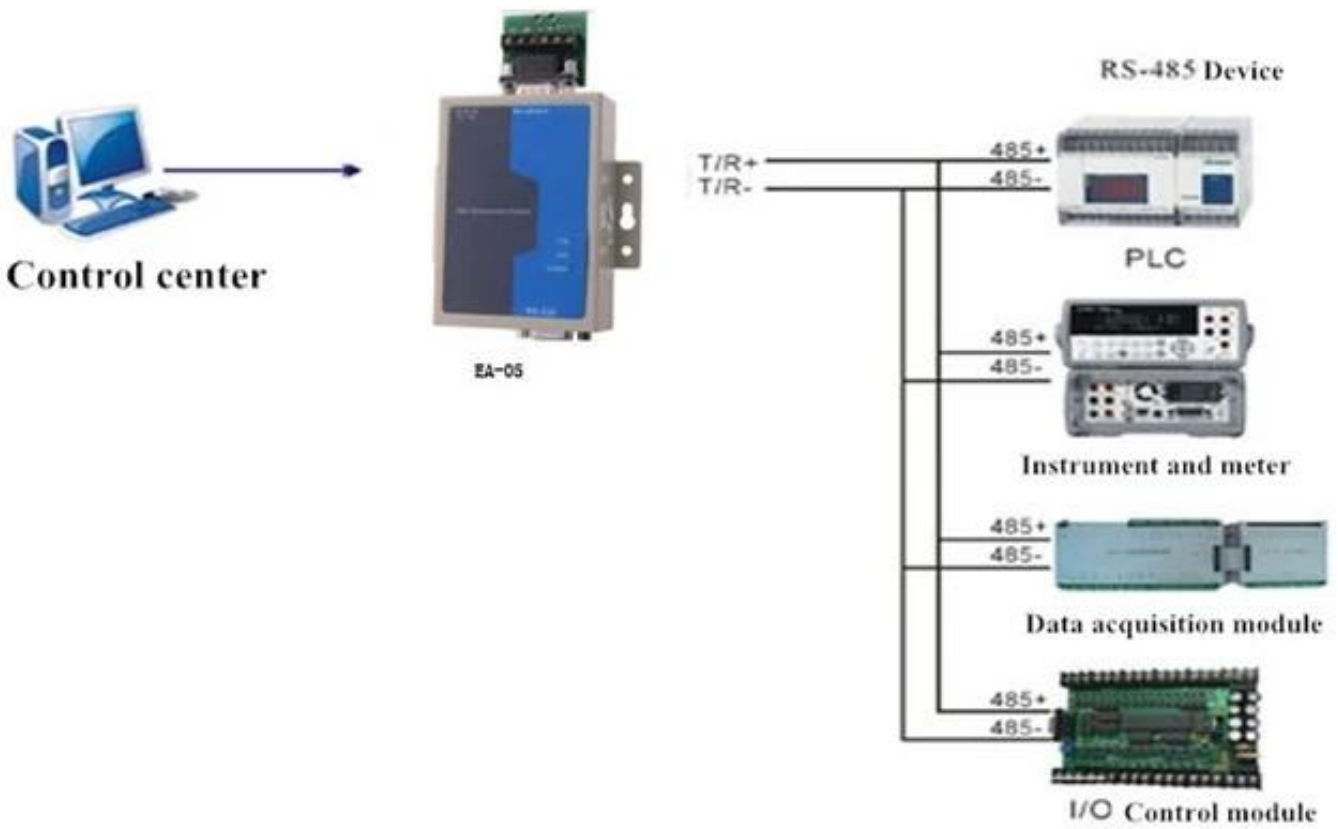 RS-485 Device
Control center
EA-05
T/R+
T/R-
485+
485-
PLC
485+
485-
Instrument and meter
485+
485-
Data acquisition module
485+
485-
I/O Control module